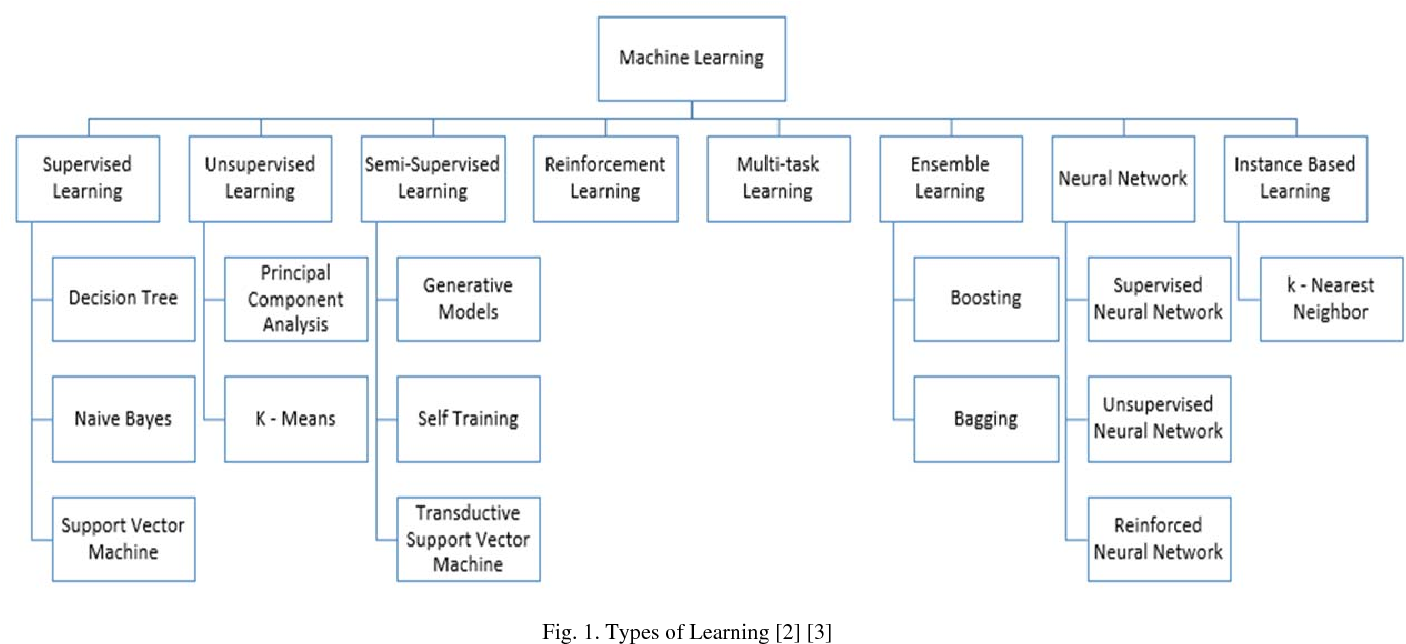 Machine Learning
Supervised
Learning
Unsupervised
Learning
Semi-Supervised
Learning
Reinforcement
Learning
Multi-task
Learning
Ensemble
Learning
Neural Network
Instance Based
Learning
Decision Tree
Principal
Component
Analysis
Generative
Models
Boosting
Supervised
Neural Network
k - Nearest
Neighbor
Naive Bayes
K - Means
Self Training
Bagging
Unsupervised
Neural Network
Support Vector
Machine
Transductive
Support Vector
Machine
Reinforced
Neural Network
Fig. 1. Types of Learning [2] [3]